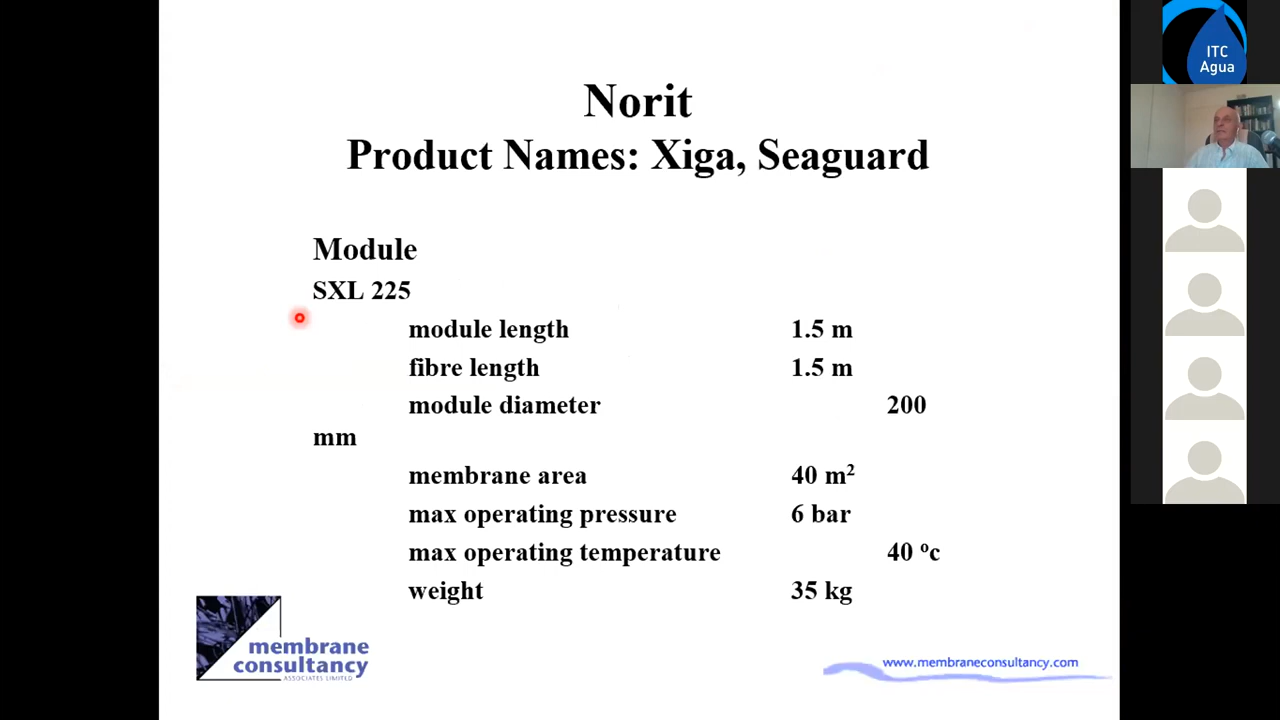 Norit
Product Names: Xiga, Seaguard
Module
SXL 225
module length 1.5 m
fibre length 1.5 m
module diameter 200
mm
membrane area 40 m²
max operating pressure 6 bar
max operating temperature 40 ᵒc
weight 35 kg
membrane
consultancy
ASSOCIATES LIMITED
www.membraneconsultancy.com
ITC
Agua